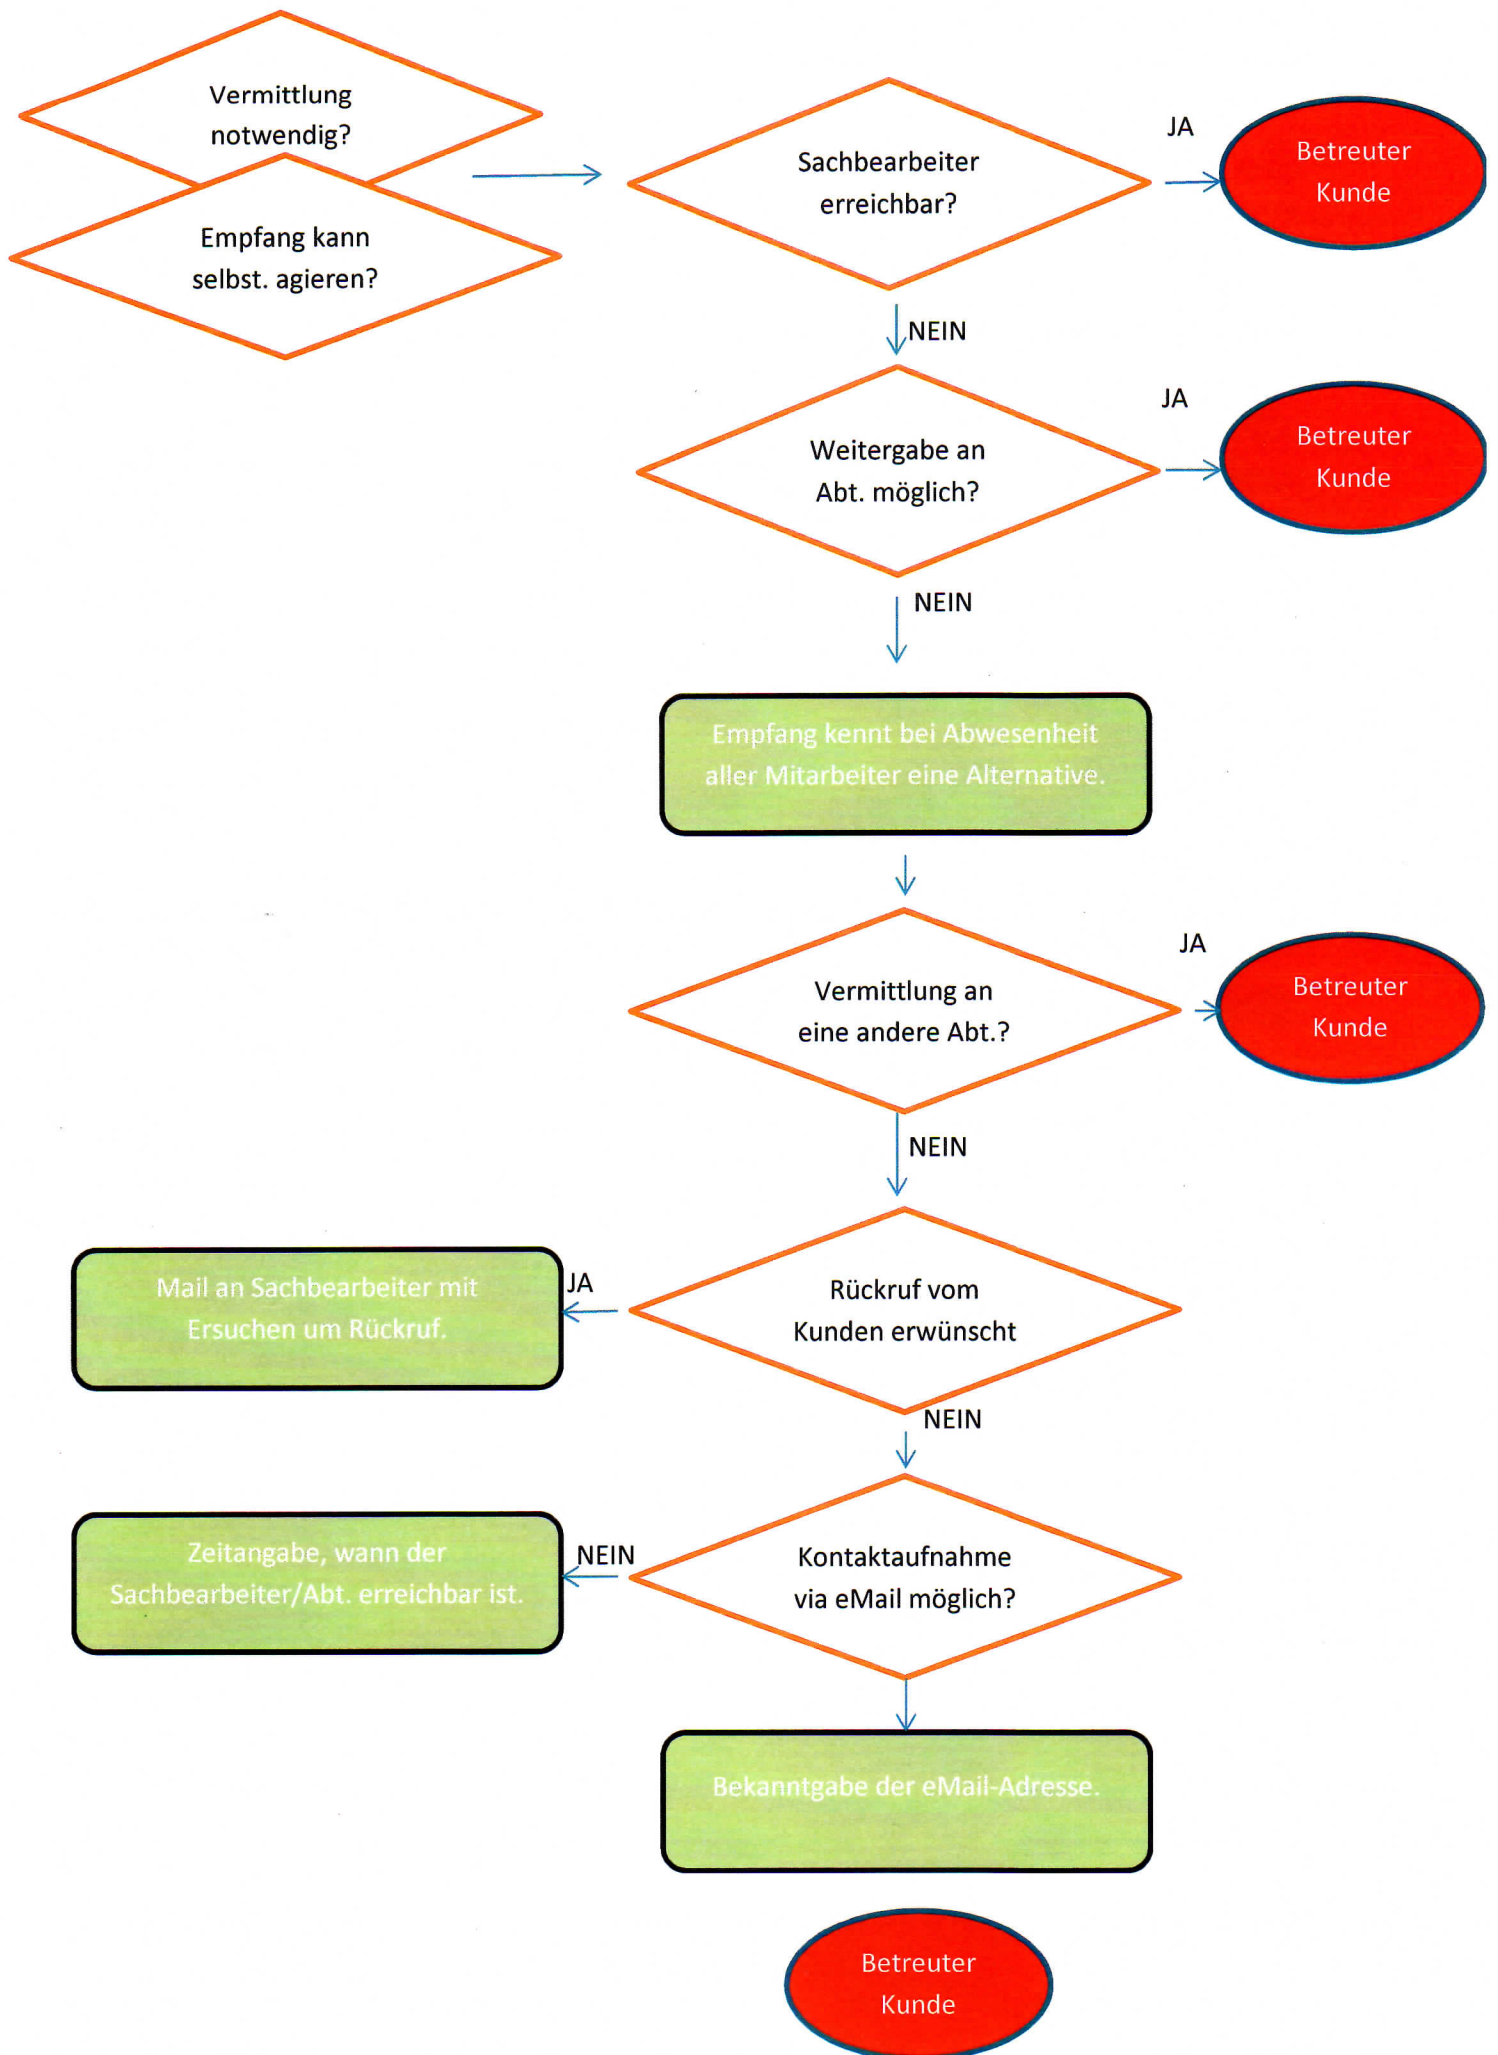 Vermittlung
notwendig?
Empfang kann
selbst. agieren?
Sachbearbeiter
erreichbar?
JA
Betreuter
Kunde
NEIN
Weitergabe an
Abt. möglich?
JA
Betreuter
Kunde
NEIN
Empfang kennt bei Abwesenheit
aller Mitarbeiter eine Alternative.
Vermittlung an
eine andere Abt.?
JA
Betreuter
Kunde
NEIN
Rückruf vom
Kunden erwünscht
JA
Mail an Sachbearbeiter mit
Ersuchen um Rückruf.
NEIN
Kontaktaufnahme
via eMail möglich?
NEIN
Zeitangabe, wann der
Sachbearbeiter/Abt. erreichbar ist.
Bekanntgabe der eMail-Adresse.
Betreuter
Kunde